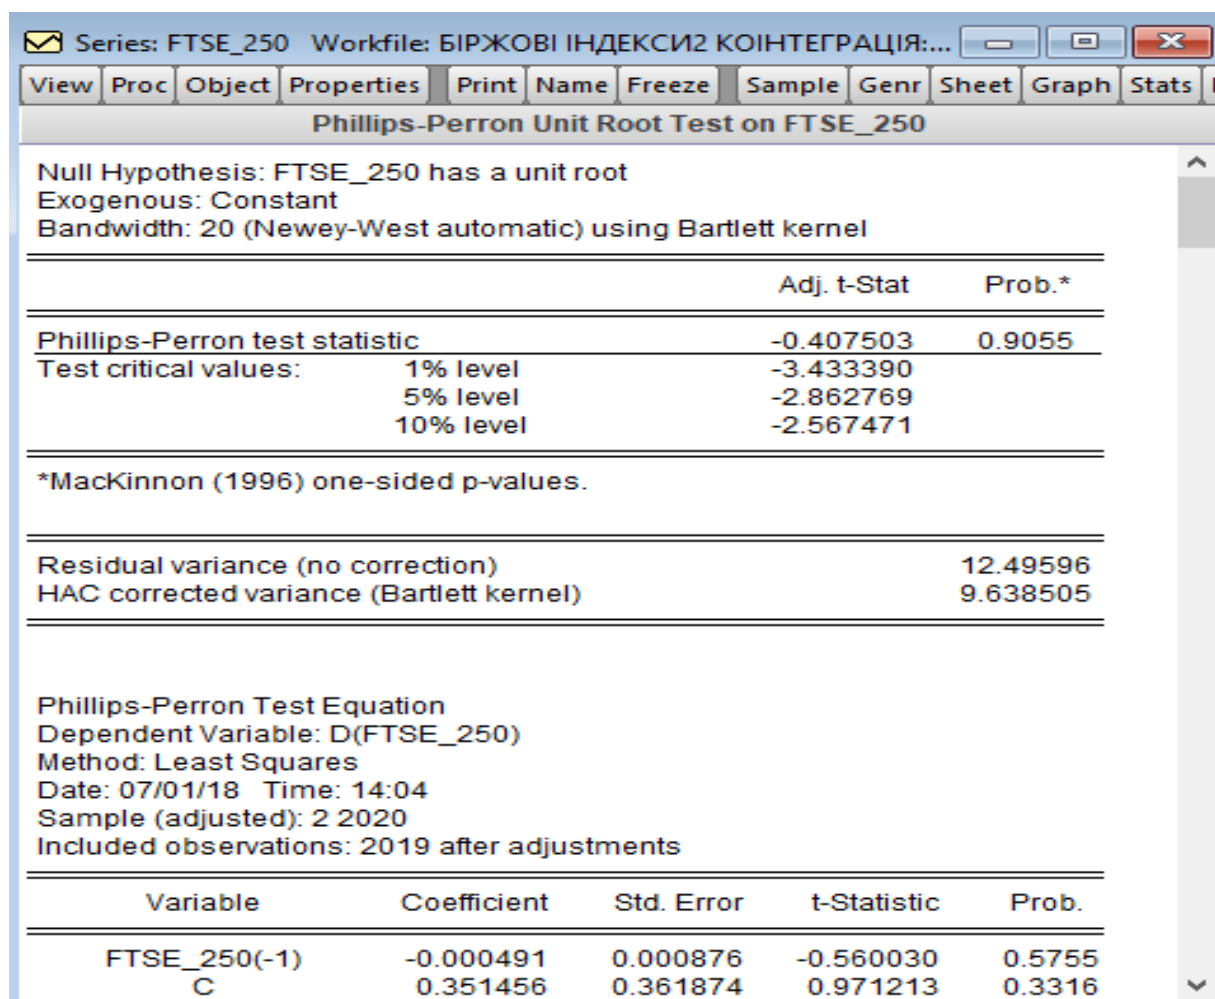 Series: FTSE_250 Workfile: БІРЖОВІ ІНДЕКСИ2 КОІНТЕГРАЦІЯ:...
View Proc Object Properties Print Name Freeze Sample Genr Sheet Graph Stats
Phillips-Perron Unit Root Test on FTSE_250
Null Hypothesis: FTSE_250 has a unit root
Exogenous: Constant
Bandwidth: 20 (Newey-West automatic) using Bartlett kernel
Adj. t-Stat Prob.*
Phillips-Perron test statistic -0.407503 0.9055
Test critical values: 1% level -3.433390
5% level -2.862769
10% level -2.567471
*MacKinnon (1996) one-sided p-values.
Residual variance (no correction) 12.49596
HAC corrected variance (Bartlett kernel) 9.638505
Phillips-Perron Test Equation
Dependent Variable: D(FTSE_250)
Method: Least Squares
Date: 07/01/18 Time: 14:04
Sample (adjusted): 2 2020
Included observations: 2019 after adjustments
Variable Coefficient Std. Error t-Statistic Prob.
FTSE_250(-1) -0.000491 0.000876 -0.560030 0.5755
C 0.351456 0.361874 0.971213 0.3316